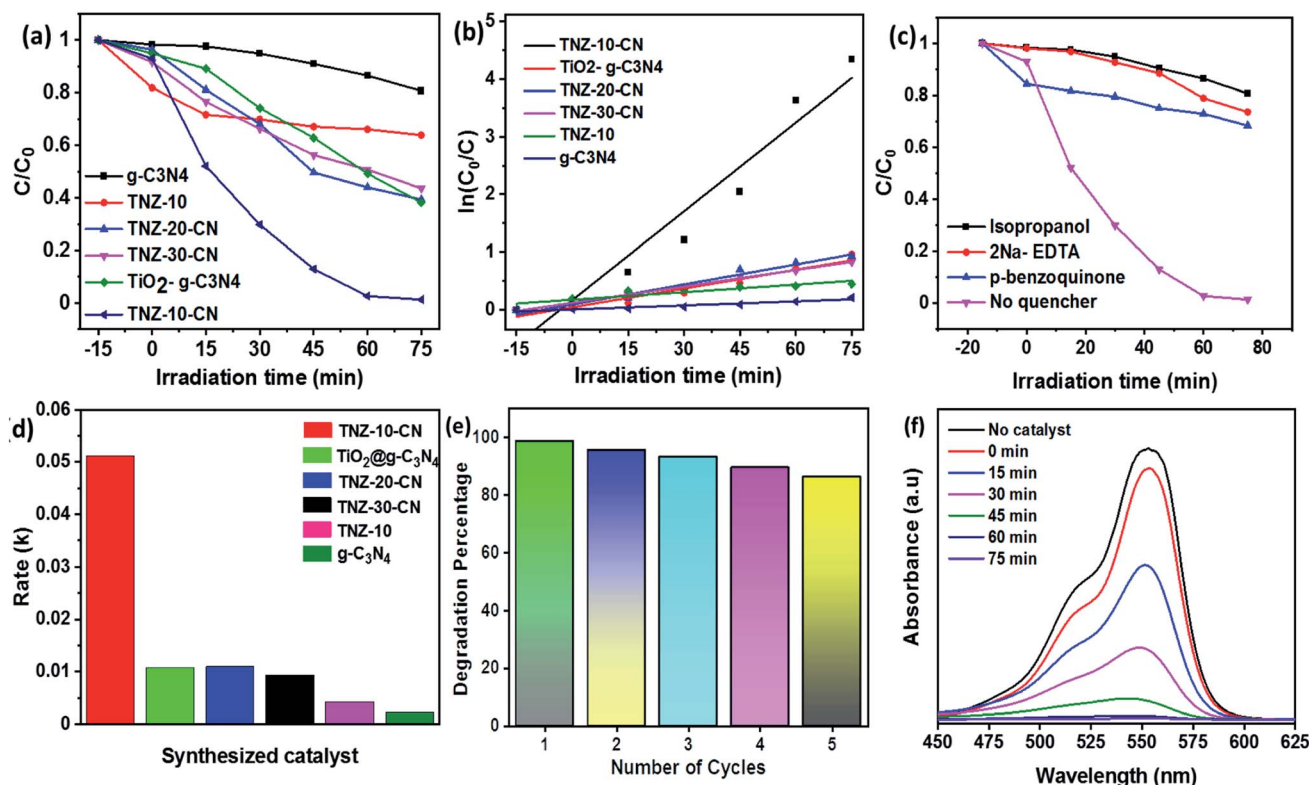 (a)
C/C₀
1
0.8
0.6
0.4
0.2
0
g-C3N4
TNZ-10
TNZ-20-CN
TNZ-30-CN
TiO₂- g-C3N4
TNZ-10-CN
-15 0 15 30 45 60 75
Irradiation time (min)
(b)
ln(C₀/C)
5
4
3
2
1
0
TNZ-10-CN
TiO2- g-C3N4
TNZ-20-CN
TNZ-30-CN
TNZ-10
g-C3N4
-15 0 15 30 45 60 75
Irradiation time (min)
(c)
C/C₀
1
0.8
0.6
0.4
0.2
0
Isopropanol
2Na- EDTA
p-benzoquinone
No quencher
-20 0 20 40 60 80
Irradiation time (min)
d)
Rate (k)
0.06
0.05
0.04
0.03
0.02
0.01
0
TNZ-10-CN
TiO₂@g-C₃N₄
TNZ-20-CN
TNZ-30-CN
TNZ-10
g-C₃N₄
Synthesized catalyst
(e)
Degradation Percentage
100
80
60
40
20
0
1 2 3 4 5
Number of Cycles
(f)
Absorbance (a.u)
No catalyst
0 min
15 min
30 min
45 min
60 min
75 min
450 475 500 525 550 575 600 625
Wavelength (nm)